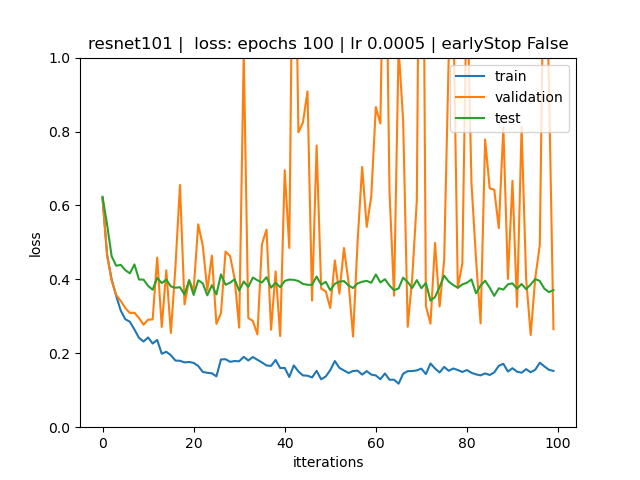 resnet101 |  loss: epochs 100 | lr 0.0005 | earlyStop False
train
validation
test
loss
1.0
0.8
0.6
0.4
0.2
0.0
0 20 40 60 80 100
itterations